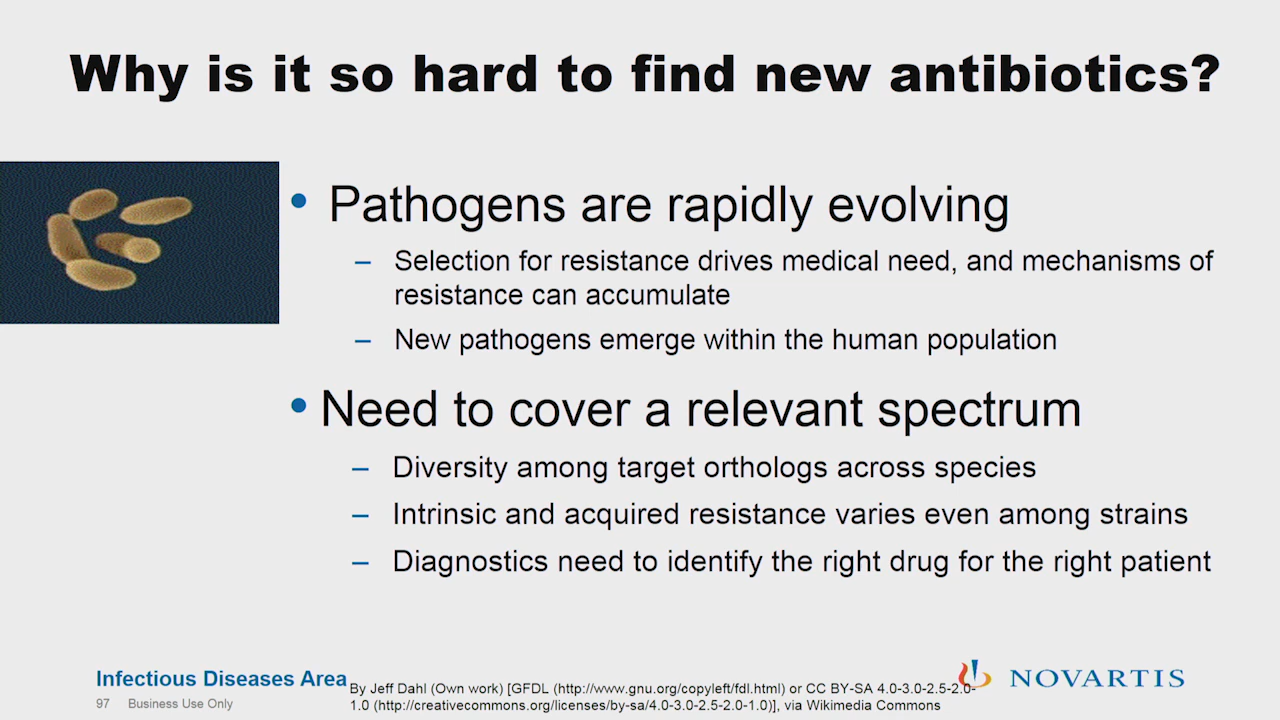 Why is it so hard to find new antibiotics?
• Pathogens are rapidly evolving
– Selection for resistance drives medical need, and mechanisms of
resistance can accumulate
– New pathogens emerge within the human population
• Need to cover a relevant spectrum
– Diversity among target orthologs across species
– Intrinsic and acquired resistance varies even among strains
– Diagnostics need to identify the right drug for the right patient
Infectious Diseases Area
97 Business Use Only
By Jeff Dahl (Own work) [GFDL (http://www.gnu.org/copyleft/fdl.html) or CC BY-SA 4.0-3.0-2.5-2.0-
1.0 (http://creativecommons.org/licenses/by-sa/4.0-3.0-2.5-2.0-1.0)], via Wikimedia Commons
NOVARTIS